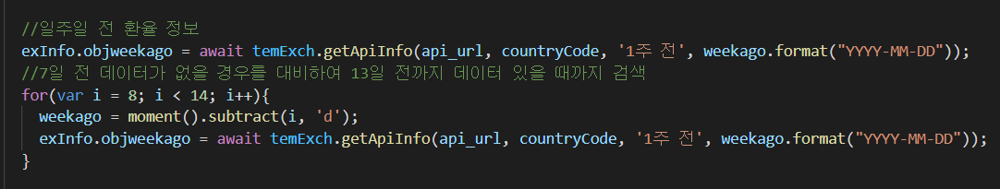 //일주일 전 환율 정보
exInfo.objweekago = await temExch.getApiInfo(api_url, countryCode, '1주 전', weekago.format("YYYY-MM-DD"));
//7일 전 데이터가 없을 경우를 대비하여 13일 전까지 데이터 있을 때까지 검색
for(var i = 8; i < 14; i++){
  weekago = moment().subtract(i, 'd');
  exInfo.objweekago = await temExch.getApiInfo(api_url, countryCode, '1주 전', weekago.format("YYYY-MM-DD"));
}